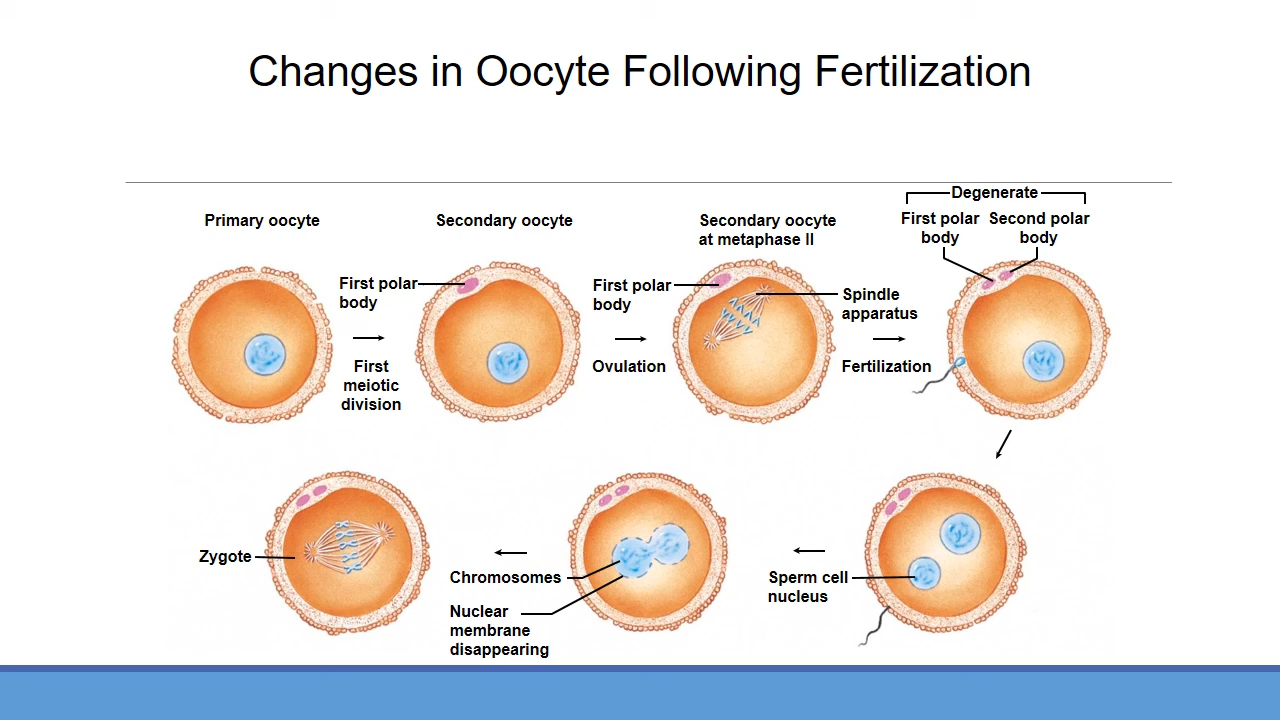 Changes in Oocyte Following Fertilization
Degenerate
Primary oocyte
Secondary oocyte
Secondary oocyte
at metaphase II
First polar
body
Second polar
body
First polar
body
First
meiotic
division
First polar
body
Ovulation
Spindle
apparatus
Fertilization
Zygote
Chromosomes
Nuclear
membrane
disappearing
Sperm cell
nucleus